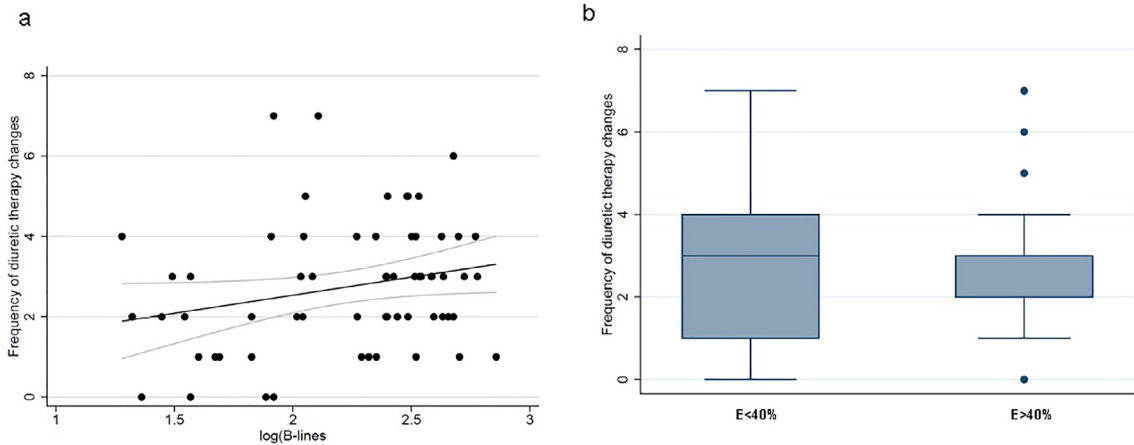 a
Frequency of diuretic therapy changes
8
6
4
2
0
1
1.5
2
2.5
3
log(B-lines
b
Frequency of diuretic therapy changes
8
6
4
2
0
E<40%
E>40%